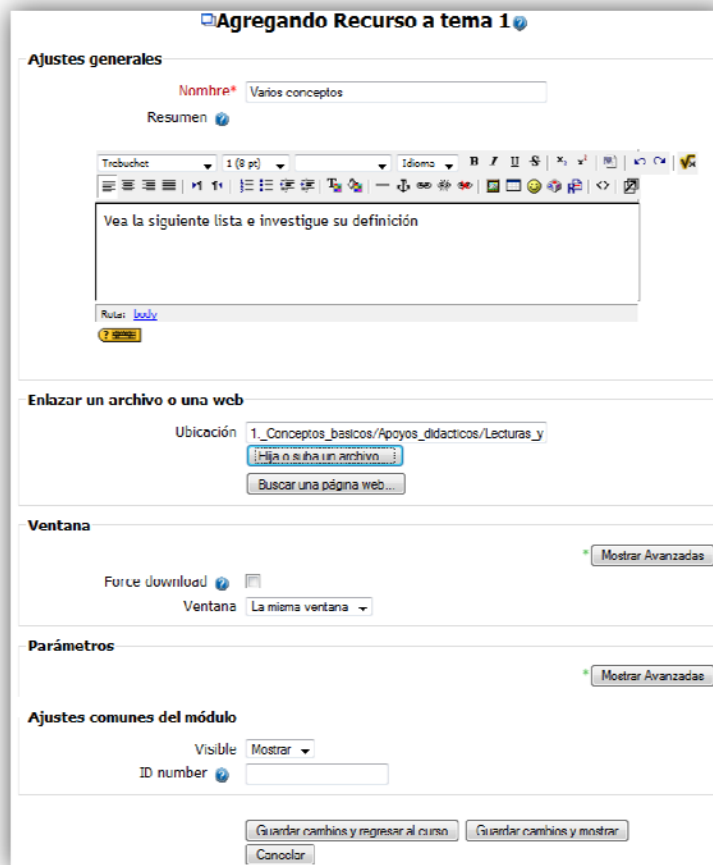 Agregando Recurso a tema 1
Ajustes generales
Nombre* Varios conceptos
Resumen
Trebuchet 1 (8 pt) Idioma B I U S
Vea la siguiente lista e investigue su definición
Ruta: body
Enlazar un archivo o una web
Ubicación 1._Conceptos_basicos/Apoyos_didacticos/Lecturas_y
Elija o suba un archivo...
Buscar una página web...
Ventana
* Mostrar Avanzadas
Force download
Ventana La misma ventana
Parámetros
* Mostrar Avanzadas
Ajustes comunes del módulo
Visible Mostrar
ID number
Guardar cambios y regresar al curso Guardar cambios y mostrar
Cancelar